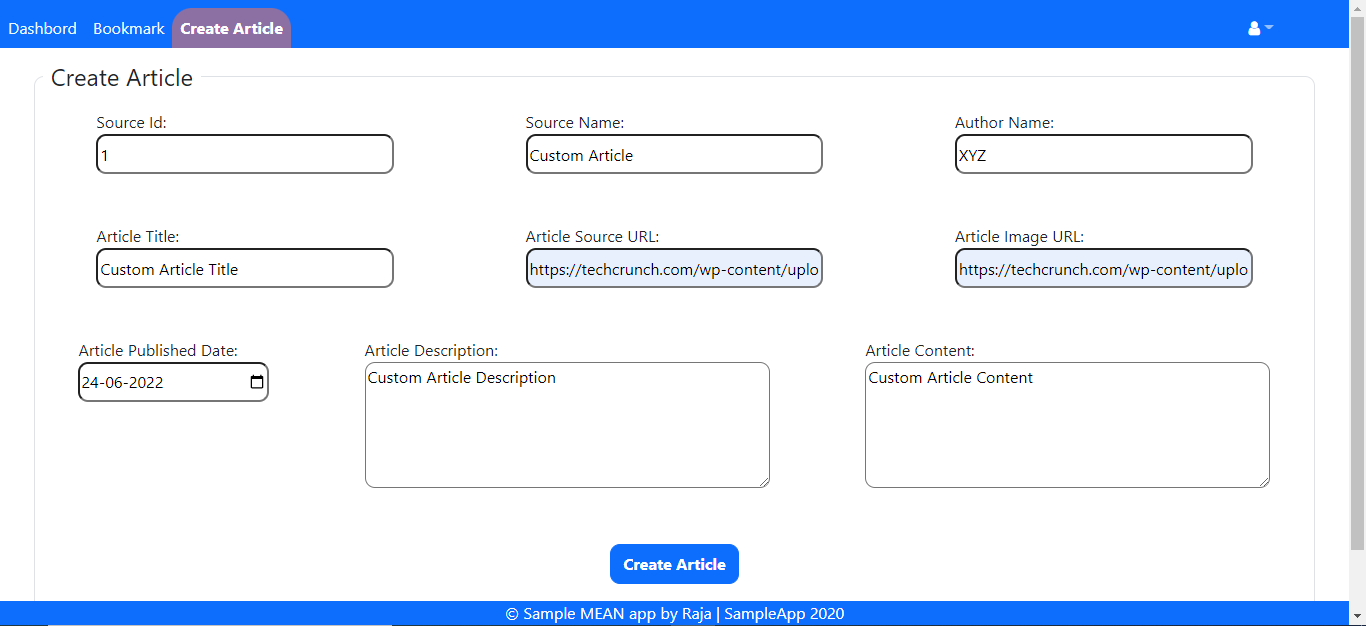 Dashbord Bookmark Create Article
Create Article
Source Id: Source Name: Author Name:
1 Custom Article XYZ
Article Title: Article Source URL: Article Image URL:
Custom Article Title https://techcrunch.com/wp-content/uplo https://techcrunch.com/wp-content/uplo
Article Published Date: Article Description: Article Content:
24-06-2022 Custom Article Description Custom Article Content
Create Article
© Sample MEAN app by Raja | SampleApp 2020